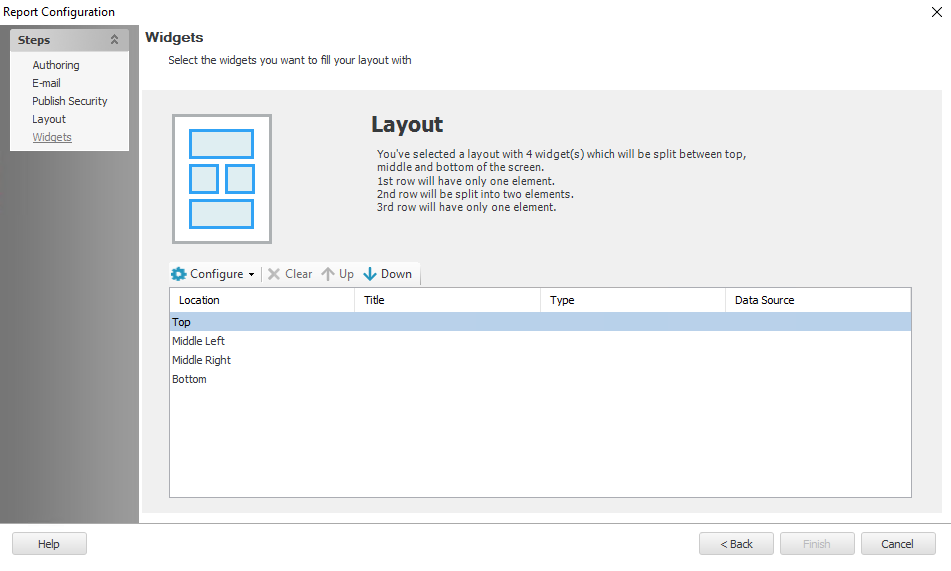 Report Configuration
Steps
Authoring
E-mail
Publish Security
Layout
Widgets
Widgets
Select the widgets you want to fill your layout with
Layout
You've selected a layout with 4 widget(s) which will be split between top,
middle and bottom of the screen.
1st row will have only one element.
2nd row will be split into two elements.
3rd row will have only one element.
Configure Clear Up Down
Location Title Type Data Source
Top
Middle Left
Middle Right
Bottom
Help < Back Finish Cancel